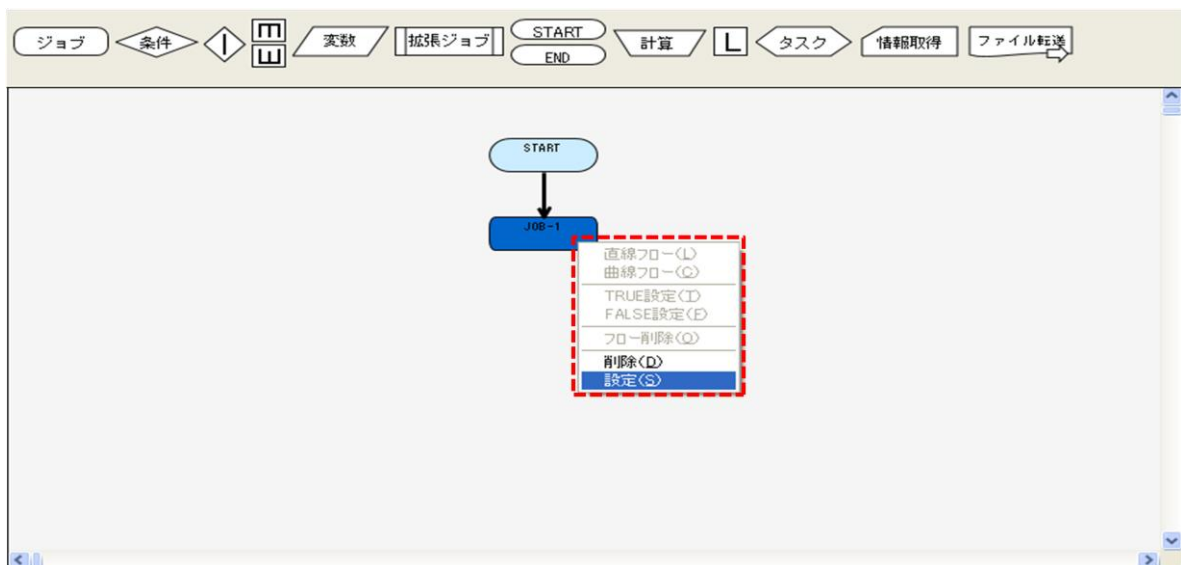 ジョブ
条件
変数
拡張ジョブ
START
END
計算
L
タスク
情報取得
ファイル転送
START
JOB-1
直線フロー(L)
曲線フロー(C)
TRUE設定(T)
FALSE設定(F)
フロー削除(O)
削除(D)
設定(S)